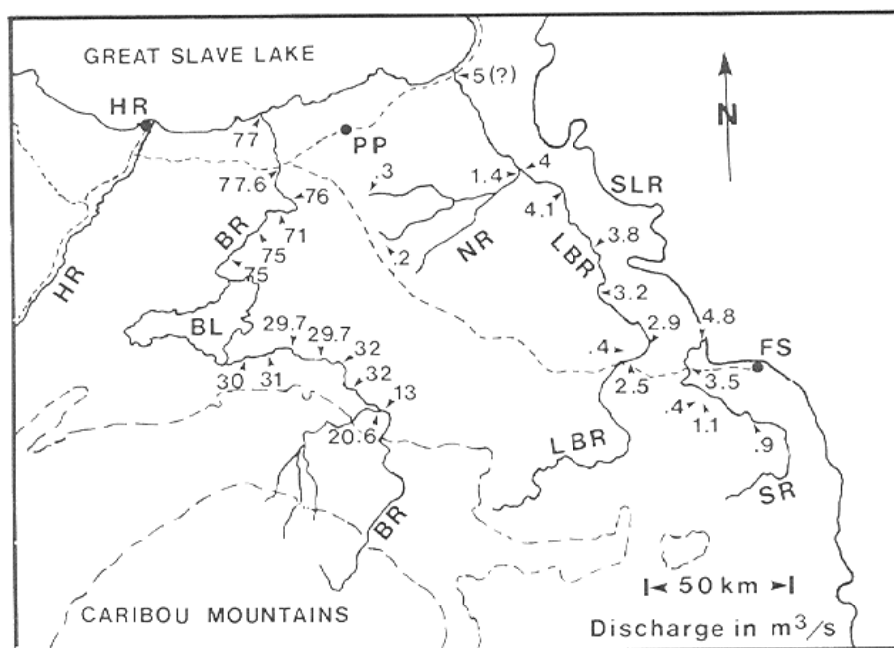 GREAT SLAVE LAKE
5(?)
HR
77
PP
N
4
1.4
.3
SLR
77.6
76
4.1
71
BR
NR
LBR
3.8
75
.2
75
HR
3.2
BL
29.7
29.7
2.9
4.8
.4
FS
32
30
31
2.5
3.5
32
13
.4
1.1
20.6
.9
LBR
SR
BR
50 km
CARIBOU MOUNTAINS
Discharge in m³/s